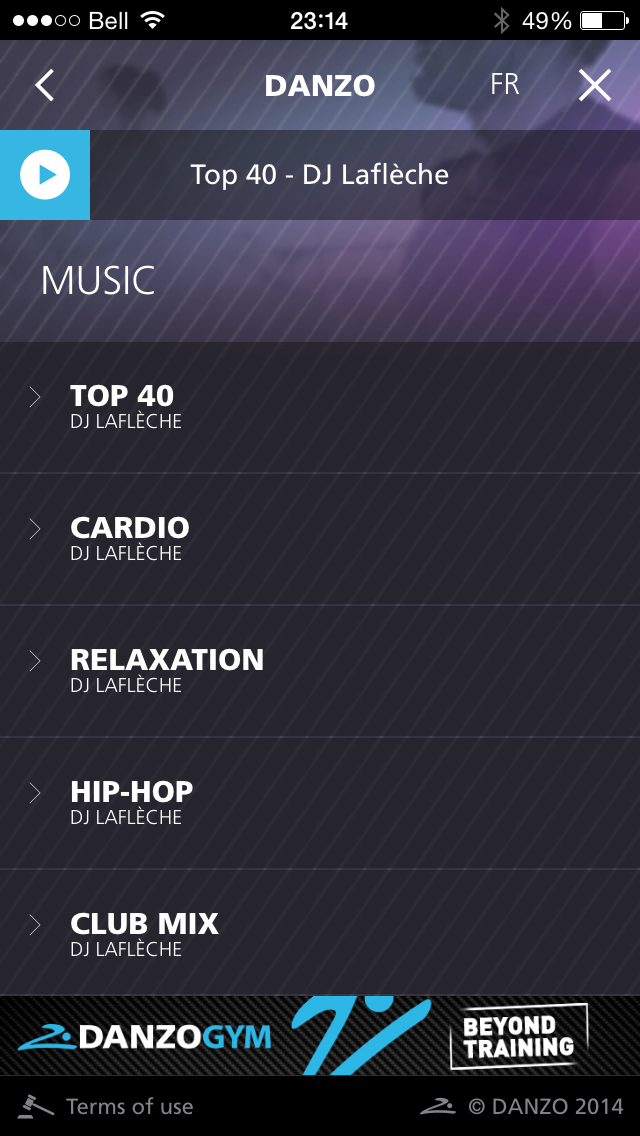 Bell 23:14 49%
DANZO FR
Top 40 - DJ Laflèche
MUSIC
TOP 40
DJ LAFLÈCHE
CARDIO
DJ LAFLÈCHE
RELAXATION
DJ LAFLÈCHE
HIP-HOP
DJ LAFLÈCHE
CLUB MIX
DJ LAFLÈCHE
DANZOGYM
BEYOND
TRAINING
Terms of use © DANZO 2014